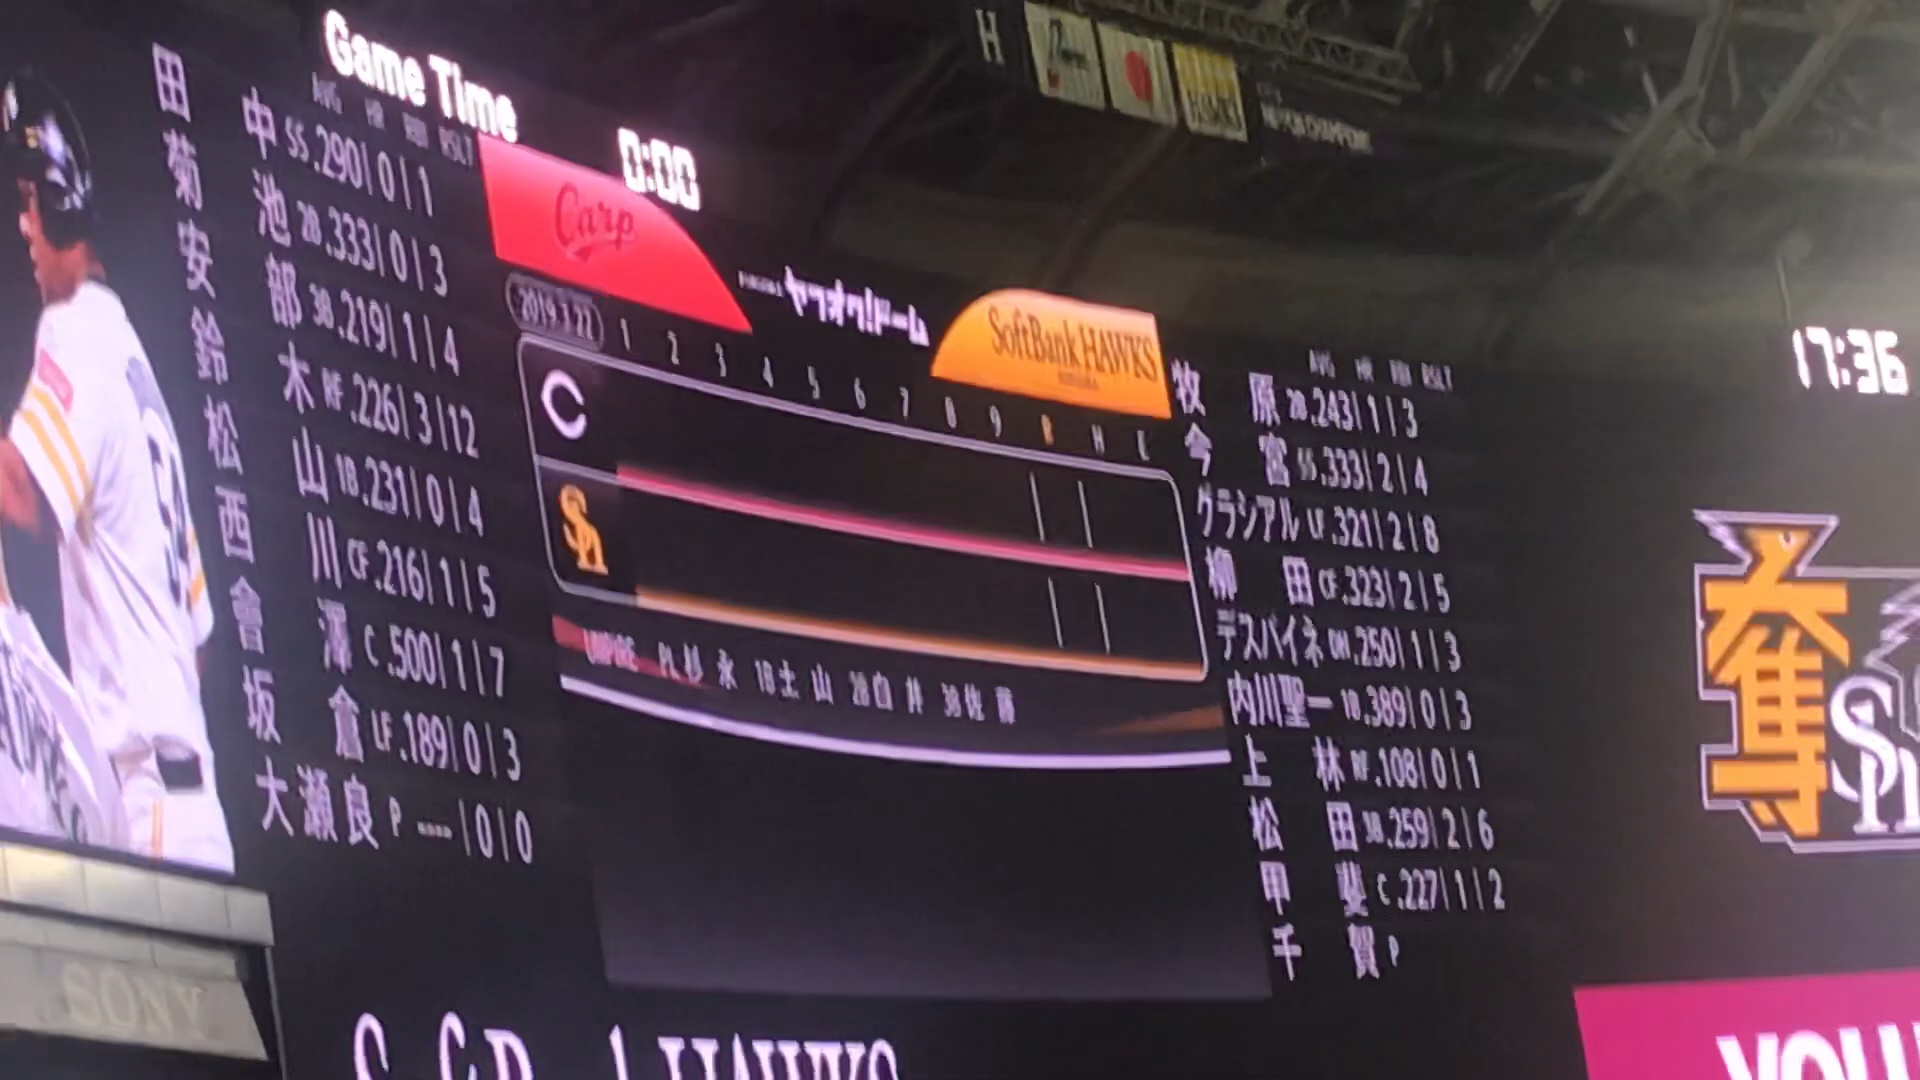 Game Time
0:00
17:36
AVG HR RBI RSLT
田中 SS .290 | 0 | 1
菊池 2B .333 | 0 | 3
安部 3B .219 | 1 | 4
鈴木 RF .226 | 3 | 12
松山 1B .231 | 0 | 4
西川 CF .216 | 1 | 5
會澤 C .500 | 1 | 7
坂倉 LF .189 | 0 | 3
大瀬良 P ---- | 0 | 0
Carp
ヤフオク!ドーム
SoftBank HAWKS
2019.3.22
1 2 3 4 5 6 7 8 9 R H E
C
SH
UMPIRE PL 杉永 1B 土山 2B 白井 3B 佐藤
AVG HR RBI RSLT
牧原 2B .243 | 1 | 3
今宮 SS .333 | 2 | 4
グラシアル LF .321 | 2 | 8
柳田 CF .323 | 2 | 5
デスパイネ DH .250 | 1 | 3
内川聖一 1B .389 | 0 | 3
上林 RF .108 | 0 | 1
松田 3B .259 | 2 | 6
甲斐 C .227 | 1 | 2
千賀 P
奪
SH
H
HAWKS
SONY
SoftBank HAWKS
YOU